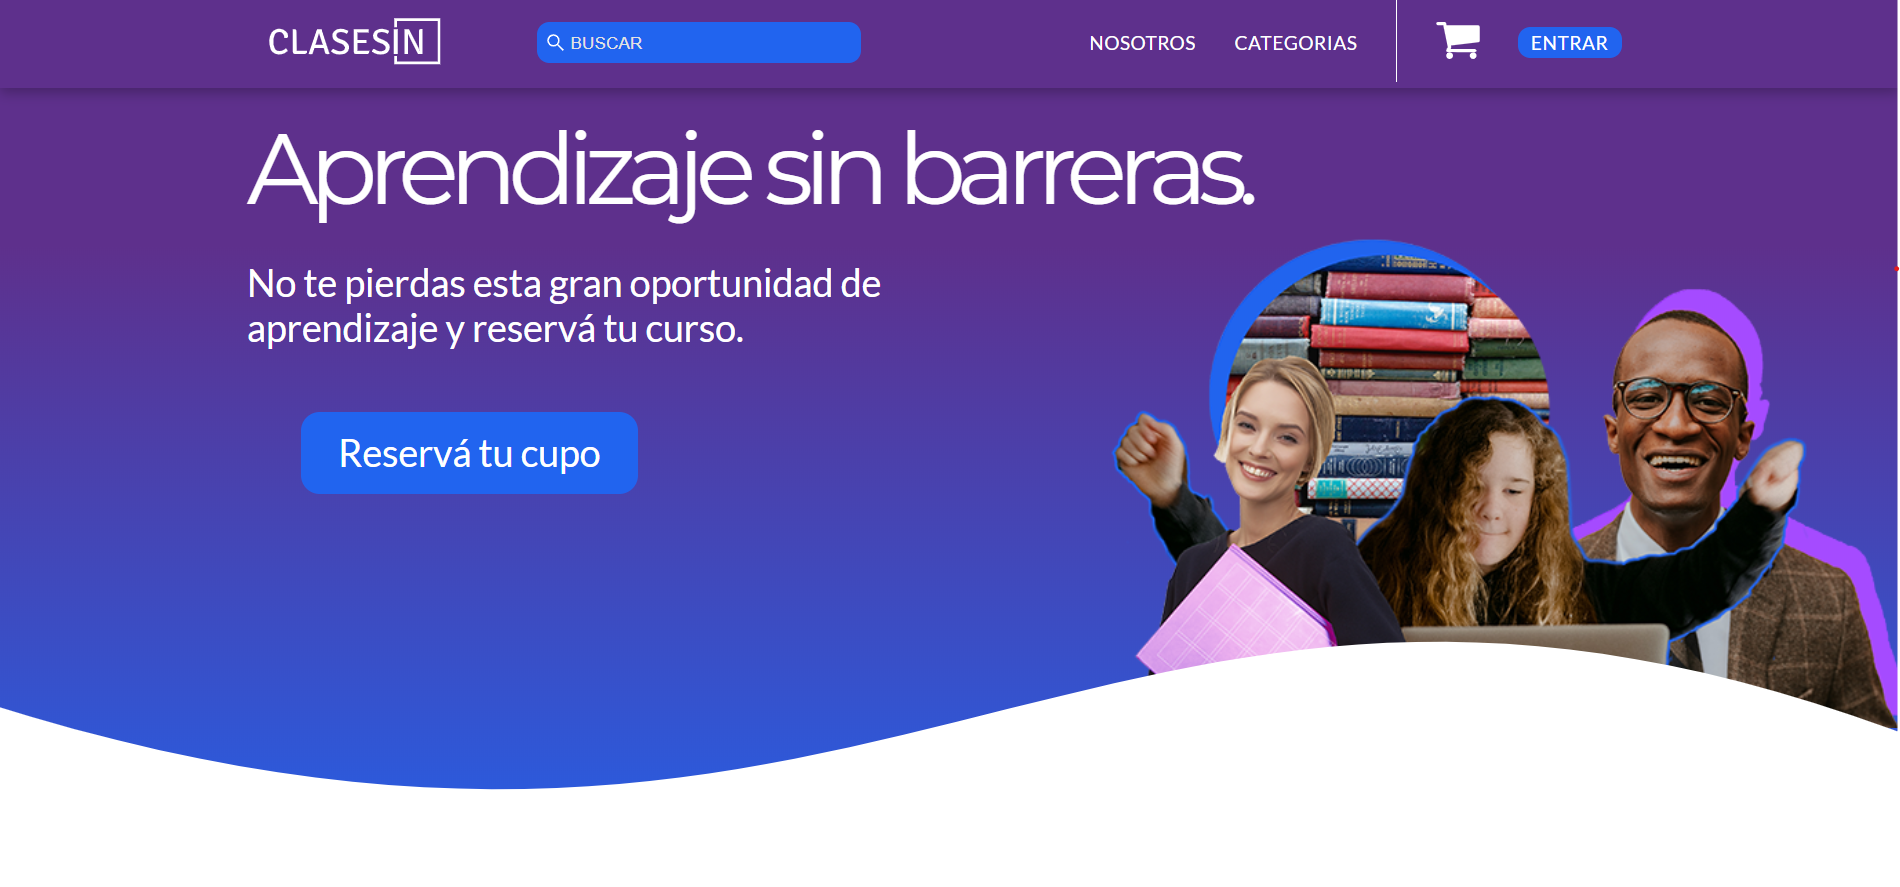 CLASESIN
BUSCAR
NOSOTROS
CATEGORIAS
ENTRAR
Aprendizaje sin barreras.
No te pierdas esta gran oportunidad de
aprendizaje y reservá tu curso.
Reservá tu cupo